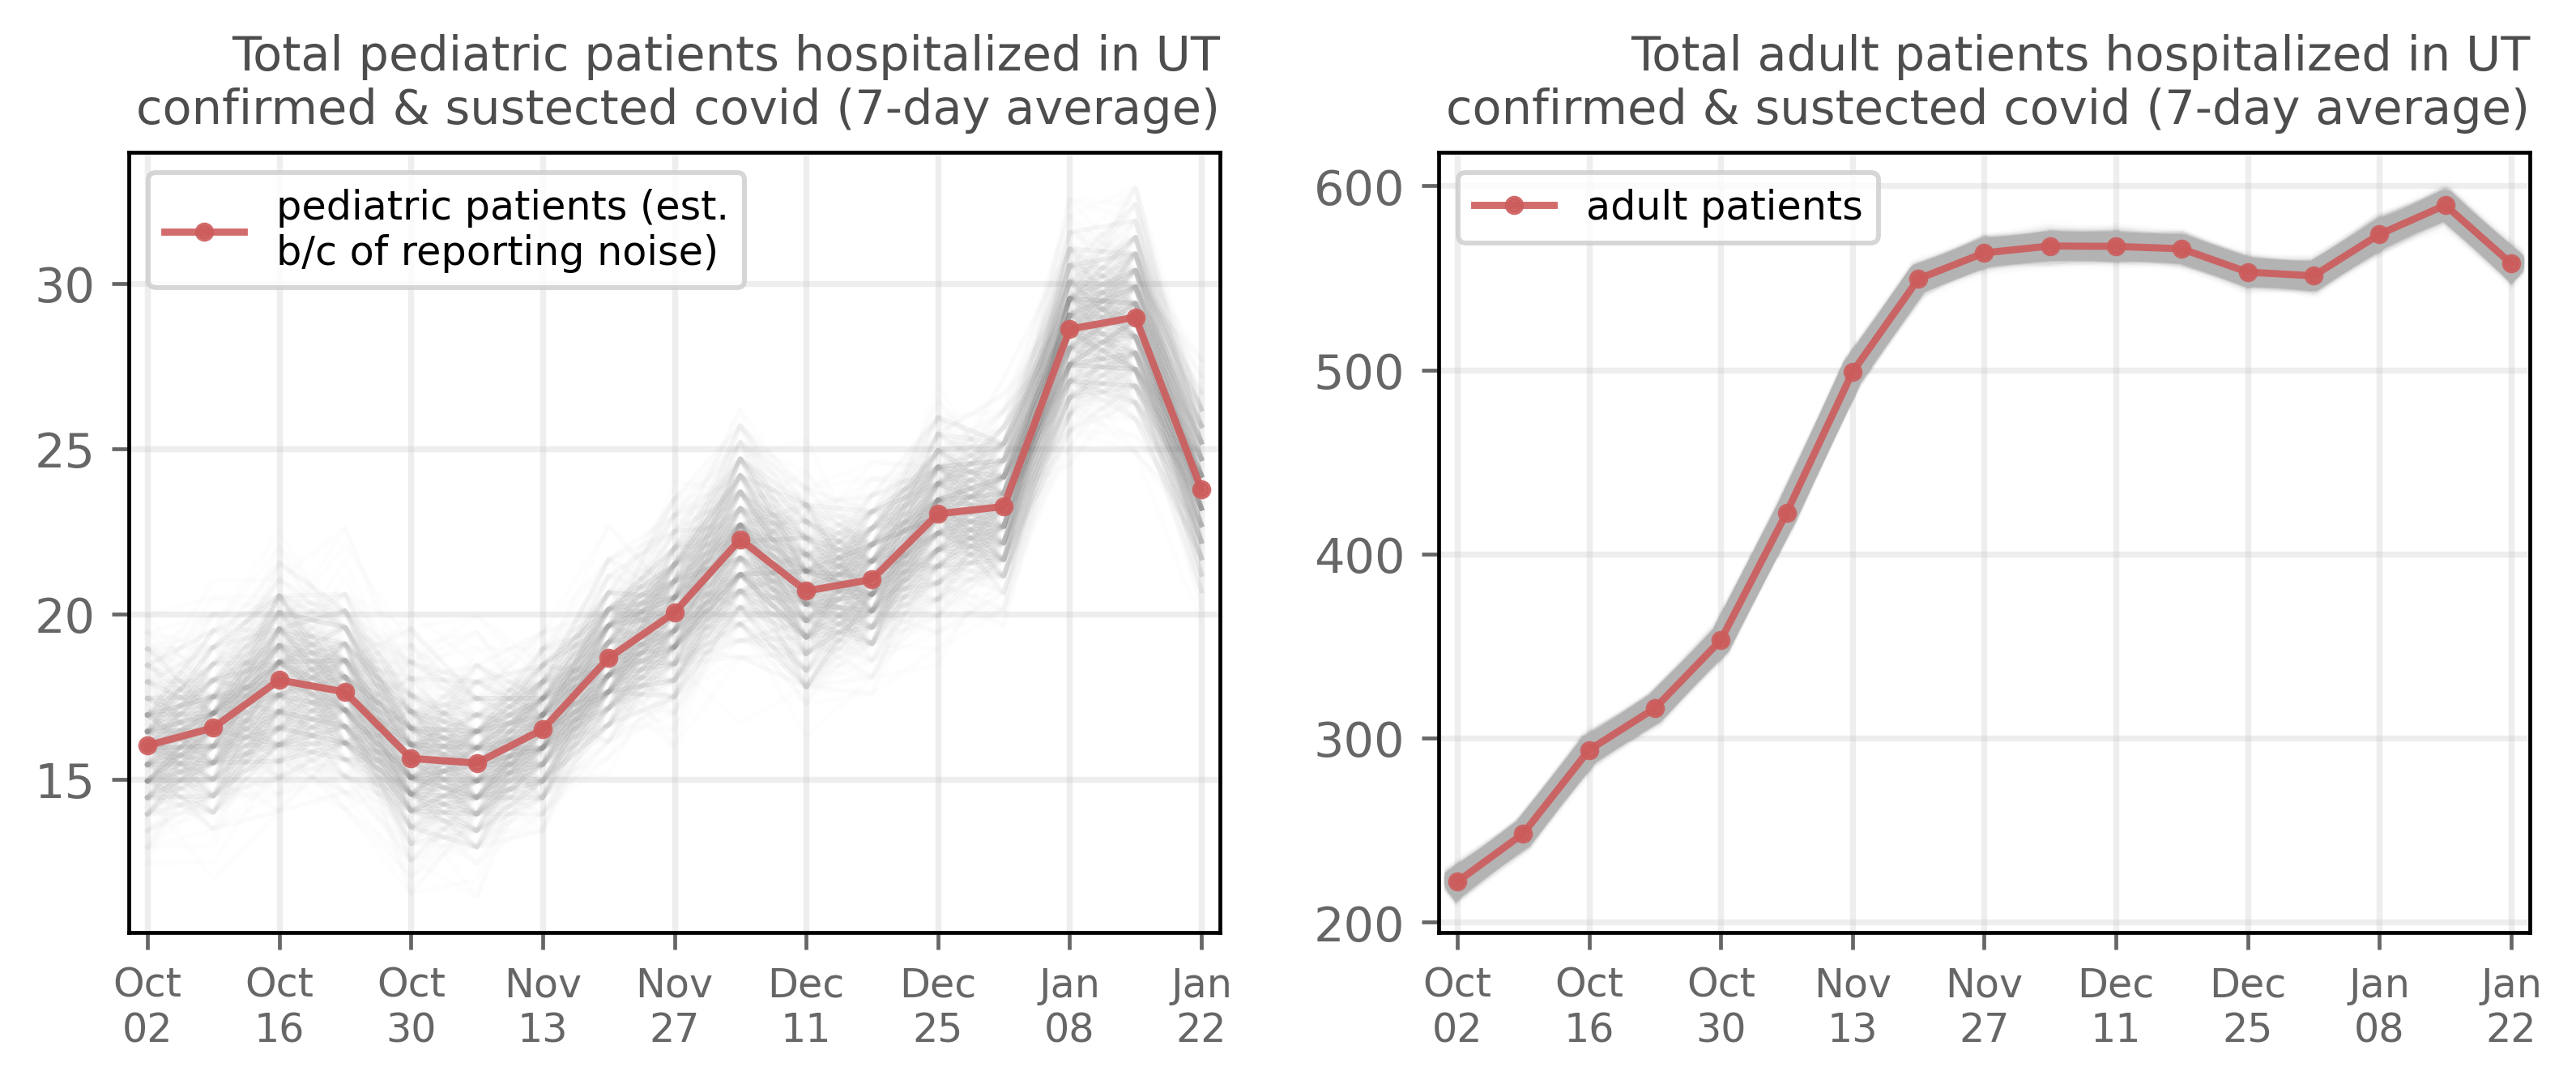 Total pediatric patients hospitalized in UT
confirmed & sustected covid (7-day average)
pediatric patients (est.
b/c of reporting noise)
30
25
20
15
Oct Oct Oct Nov Nov Dec Dec Jan Jan
02 16 30 13 27 11 25 08 22
Total adult patients hospitalized in UT
confirmed & sustected covid (7-day average)
adult patients
600
500
400
300
200
Oct Oct Oct Nov Nov Dec Dec Jan Jan
02 16 30 13 27 11 25 08 22